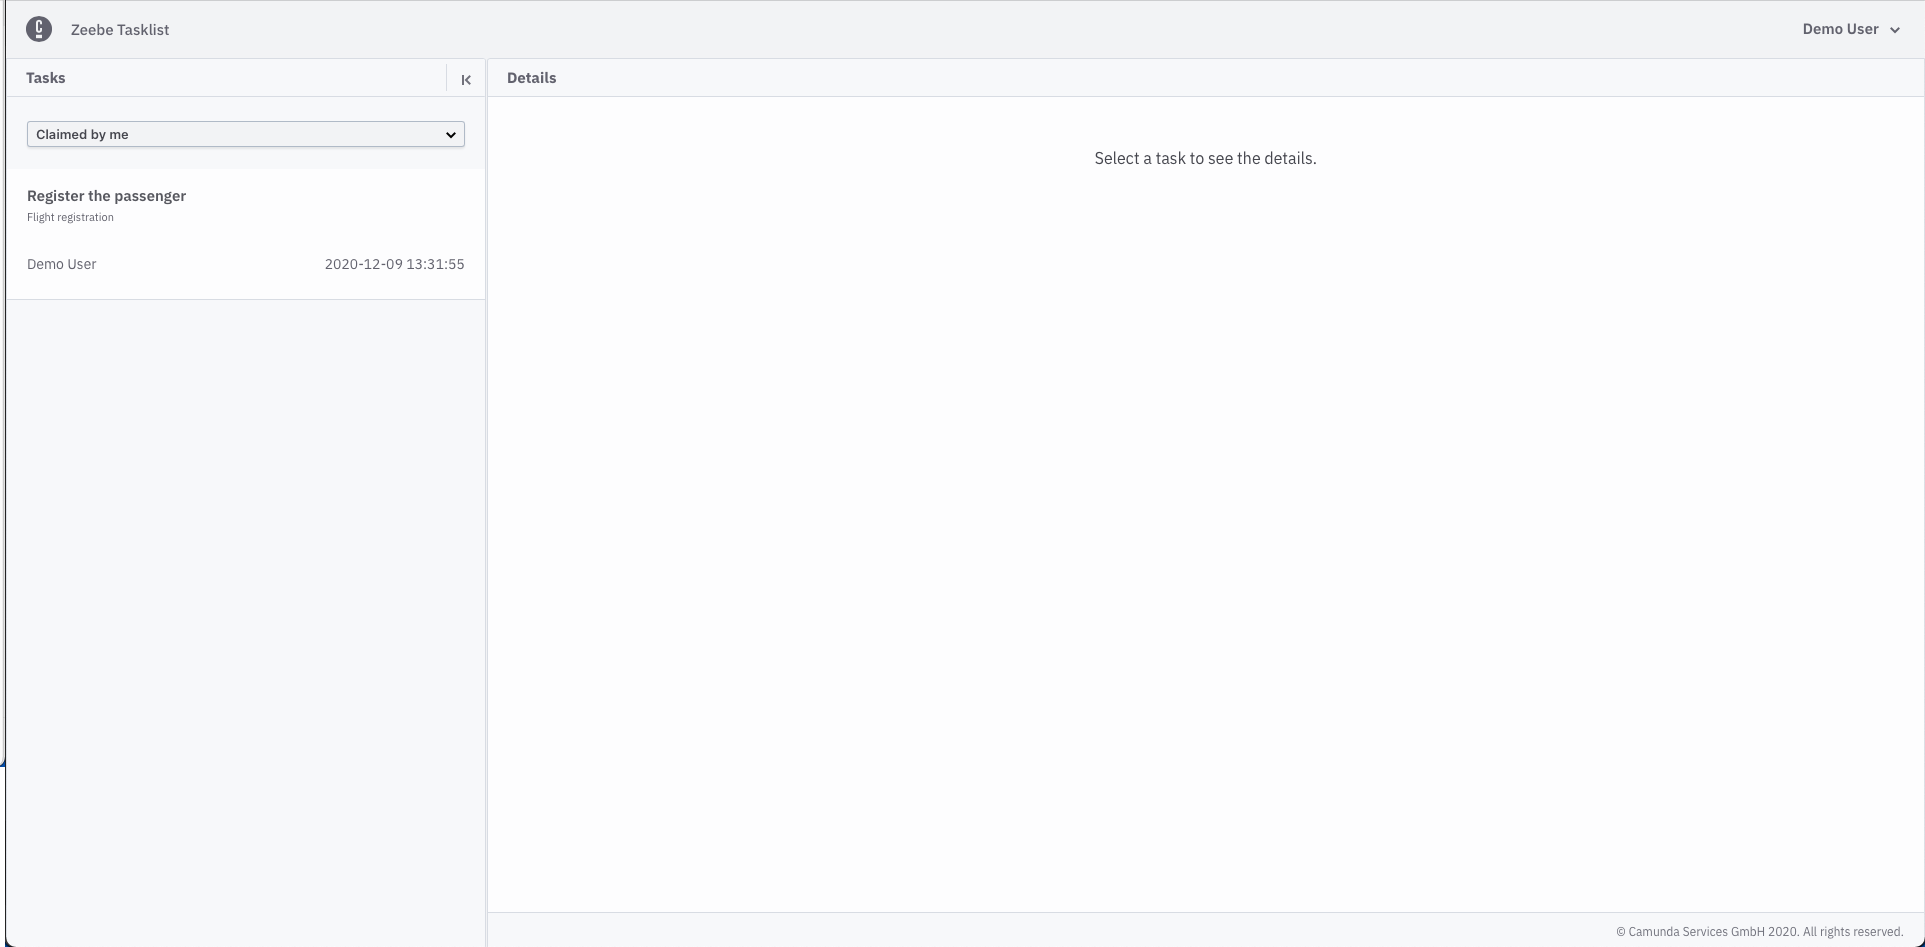 Zeebe Tasklist
Demo User
Tasks
Details
Claimed by me
Select a task to see the details.
Register the passenger
Flight registration
Demo User 2020-12-09 13:31:55
© Camunda Services GmbH 2020. All rights reserved.